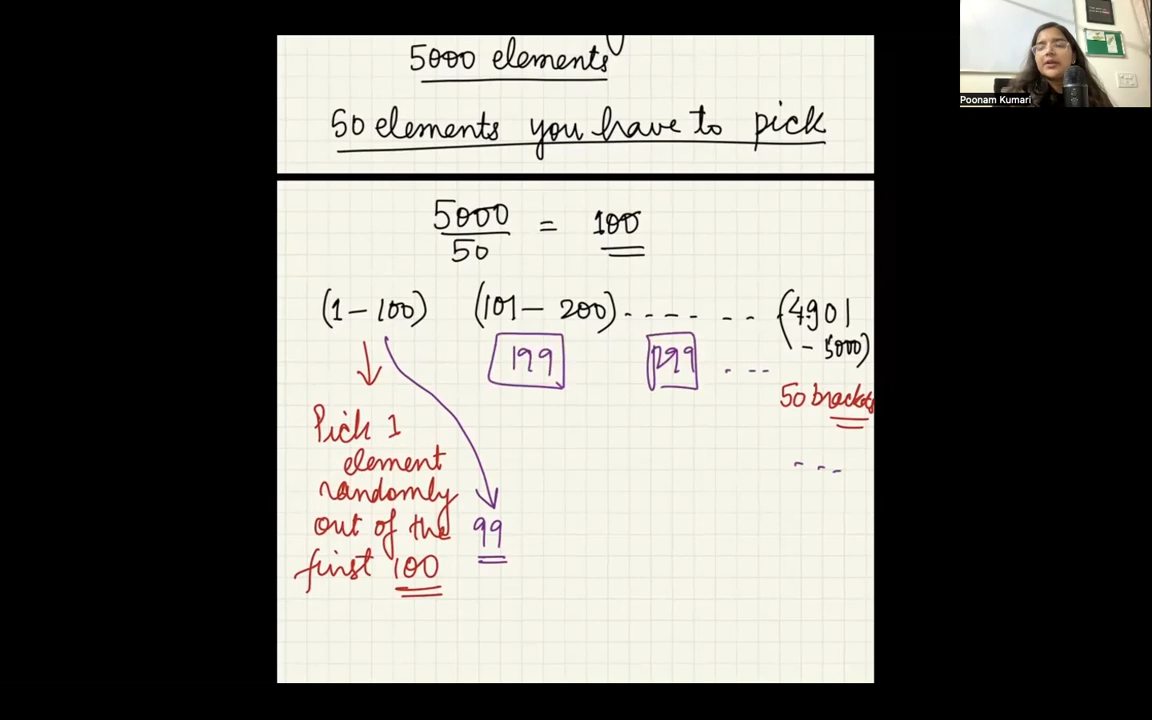 5000 elements
50 elements you have to pick
5000
50
= 100
(1 - 100) (101 - 200) - - - - - - (4901
- 5000)
199 299 - - -
50 brackets
Pick 1
element
randomly
out of the
first 100
99
- - -
Poonam Kumari